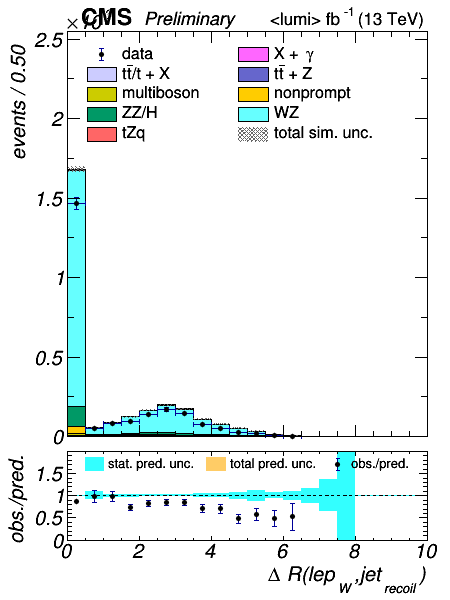 × 10 CMS Preliminary <lumi> fb⁻¹ (13 TeV)
events / 0.50
2.5
2
1.5
1
0.5
0
data
X + γ
tt̄/t + X
tt̄ + Z
multiboson
nonprompt
ZZ/H
WZ
tZq
total sim. unc.
obs./pred.
1.5
1
0.5
0
stat. pred. unc.
total pred. unc.
obs./pred.
0 2 4 6 8 10
Δ R(lep_W, jet_recoil)